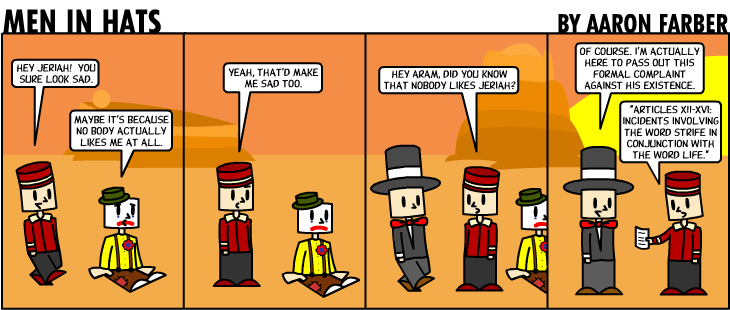 MEN IN HATS
BY AARON FARBER
HEY JERIAH! YOU
SURE LOOK SAD.
MAYBE IT'S BECAUSE
NO BODY ACTUALLY
LIKES ME AT ALL.
YEAH, THAT'D MAKE
ME SAD TOO.
HEY ARAM, DID YOU KNOW
THAT NOBODY LIKES JERIAH?
OF COURSE. I'M ACTUALLY
HERE TO PASS OUT THIS
FORMAL COMPLAINT
AGAINST HIS EXISTENCE.
"ARTICLES XII-XVI:
INCIDENTS INVOLVING
THE WORD STRIFE IN
CONJUNCTION WITH
THE WORD LIFE."